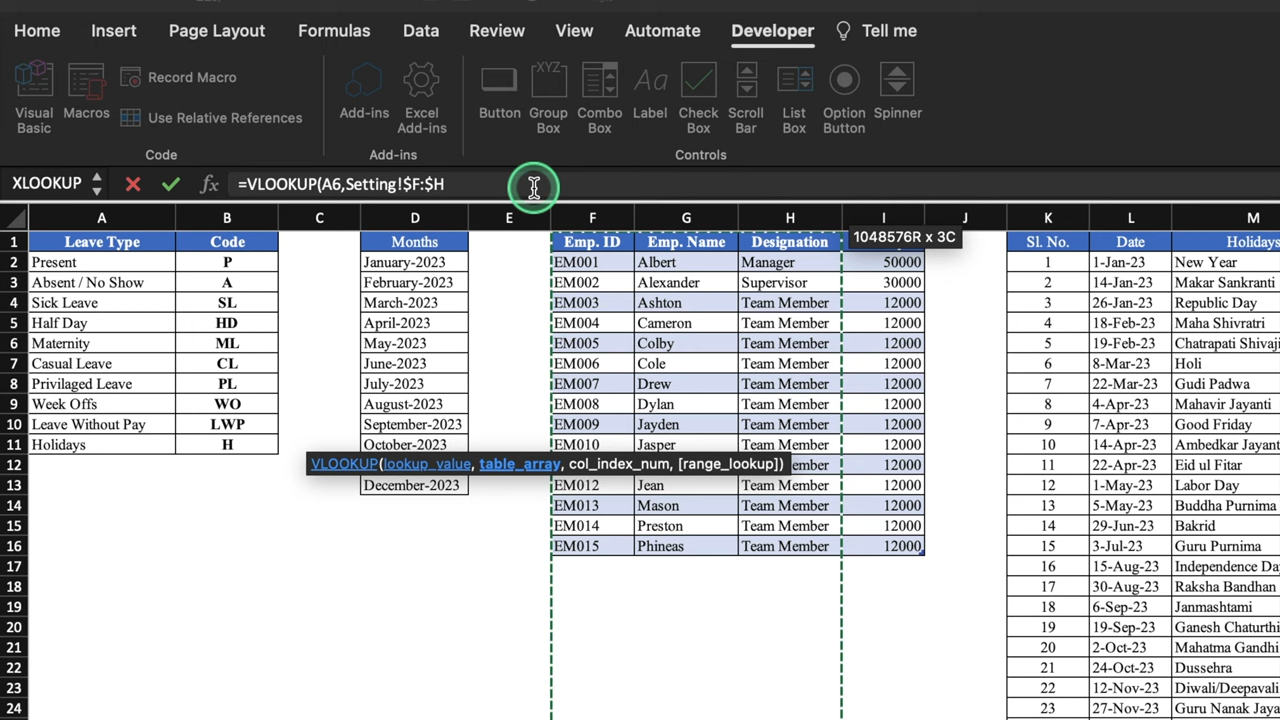 Home Insert Page Layout Formulas Data Review View Automate Developer Tell me
Visual Basic Macros Record Macro Use Relative References Add-ins Excel Add-ins Button Group Box Combo Box Label Check Box Scroll Bar List Box Option Button Spinner
XYZ Aa
Code Add-ins Controls
XLOOKUP fx =VLOOKUP(A6,Setting!$F:$H
A B C D E F G H I J K L M
1 Leave Type Code Months Emp. ID Emp. Name Designation 1048576R x 3C Sl. No. Date Holidays
2 Present P January-2023 EM001 Albert Manager 50000 1 1-Jan-23 New Year
3 Absent / No Show A February-2023 EM002 Alexander Supervisor 30000 2 14-Jan-23 Makar Sankranti
4 Sick Leave SL March-2023 EM003 Ashton Team Member 12000 3 26-Jan-23 Republic Day
5 Half Day HD April-2023 EM004 Cameron Team Member 12000 4 18-Feb-23 Maha Shivratri
6 Maternity ML May-2023 EM005 Colby Team Member 12000 5 19-Feb-23 Chatrapati Shivaji
7 Casual Leave CL June-2023 EM006 Cole Team Member 12000 6 8-Mar-23 Holi
8 Privilaged Leave PL July-2023 EM007 Drew Team Member 12000 7 22-Mar-23 Gudi Padwa
9 Week Offs WO August-2023 EM008 Dylan Team Member 12000 8 4-Apr-23 Mahavir Jayanti
10 Leave Without Pay LWP September-2023 EM009 Jayden Team Member 12000 9 7-Apr-23 Good Friday
11 Holidays H October-2023 EM010 Jasper Team Member 12000 10 14-Apr-23 Ambedkar Jayant
12 VLOOKUP(lookup_value, table_array, col_index_num, [range_lookup]) Member 12000 11 22-Apr-23 Eid ul Fitar
13 December-2023 EM012 Jean Team Member 12000 12 1-May-23 Labor Day
14 EM013 Mason Team Member 12000 13 5-May-23 Buddha Purnima
15 EM014 Preston Team Member 12000 14 29-Jun-23 Bakrid
16 EM015 Phineas Team Member 12000 15 3-Jul-23 Guru Purnima
17 16 15-Aug-23 Independence Da
18 17 30-Aug-23 Raksha Bandhan
19 18 6-Sep-23 Janmashtami
20 19 19-Sep-23 Ganesh Chaturthi
21 20 2-Oct-23 Mahatma Gandhi
22 21 24-Oct-23 Dussehra
23 22 12-Nov-23 Diwali/Deepavali
24 23 27-Nov-23 Guru Nanak Jaya